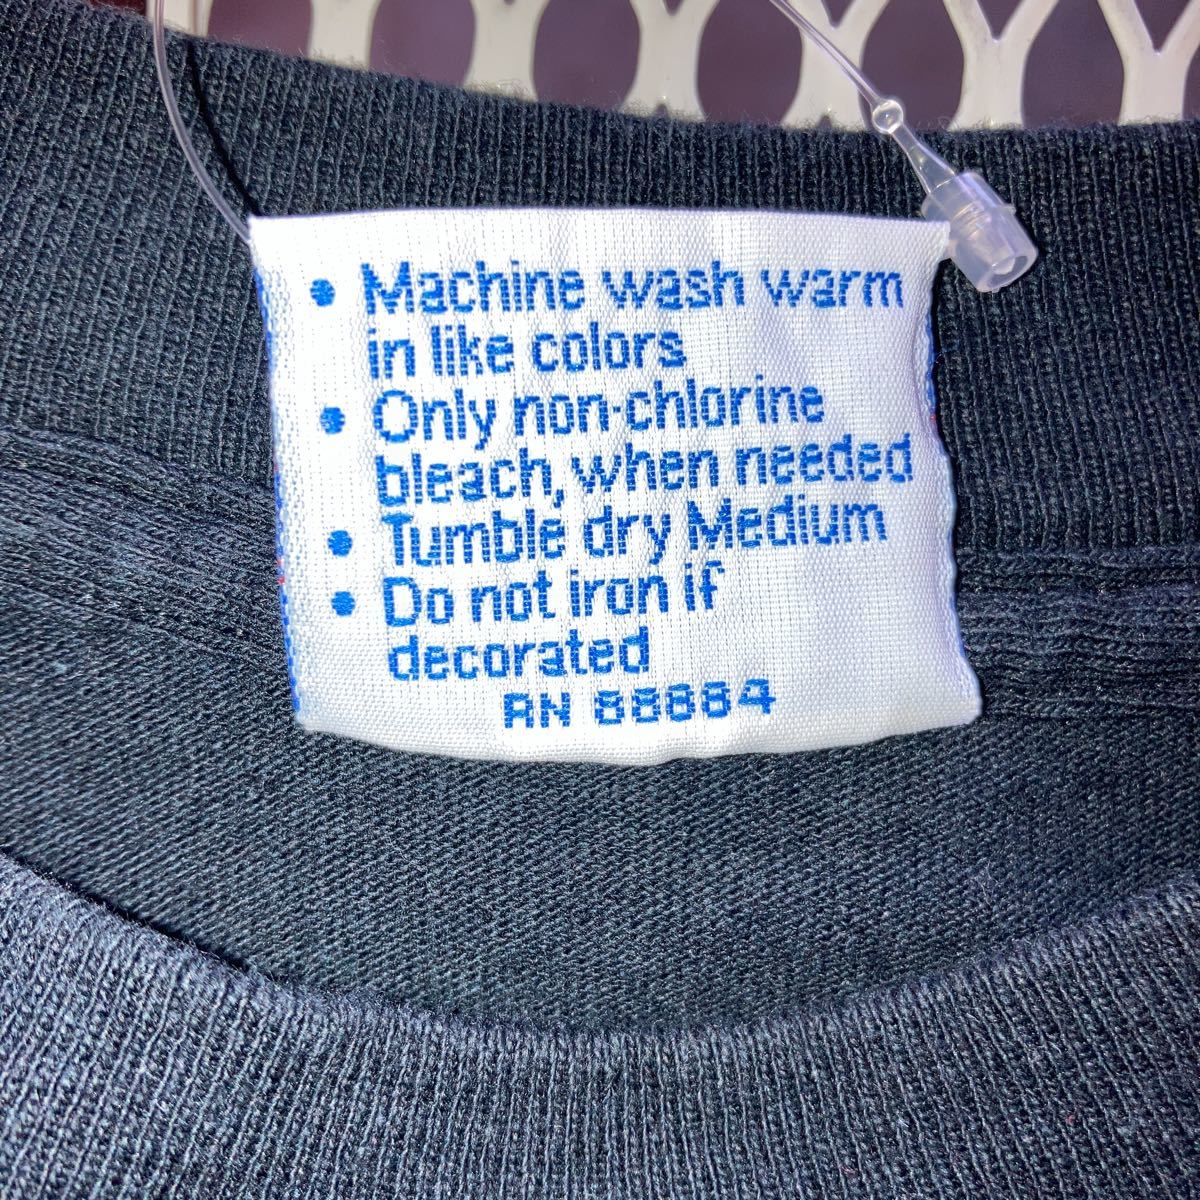 • Machine wash warm
in like colors
• Only non-chlorine
bleach, when needed
• Tumble dry Medium
• Do not iron if
decorated
RN 88884